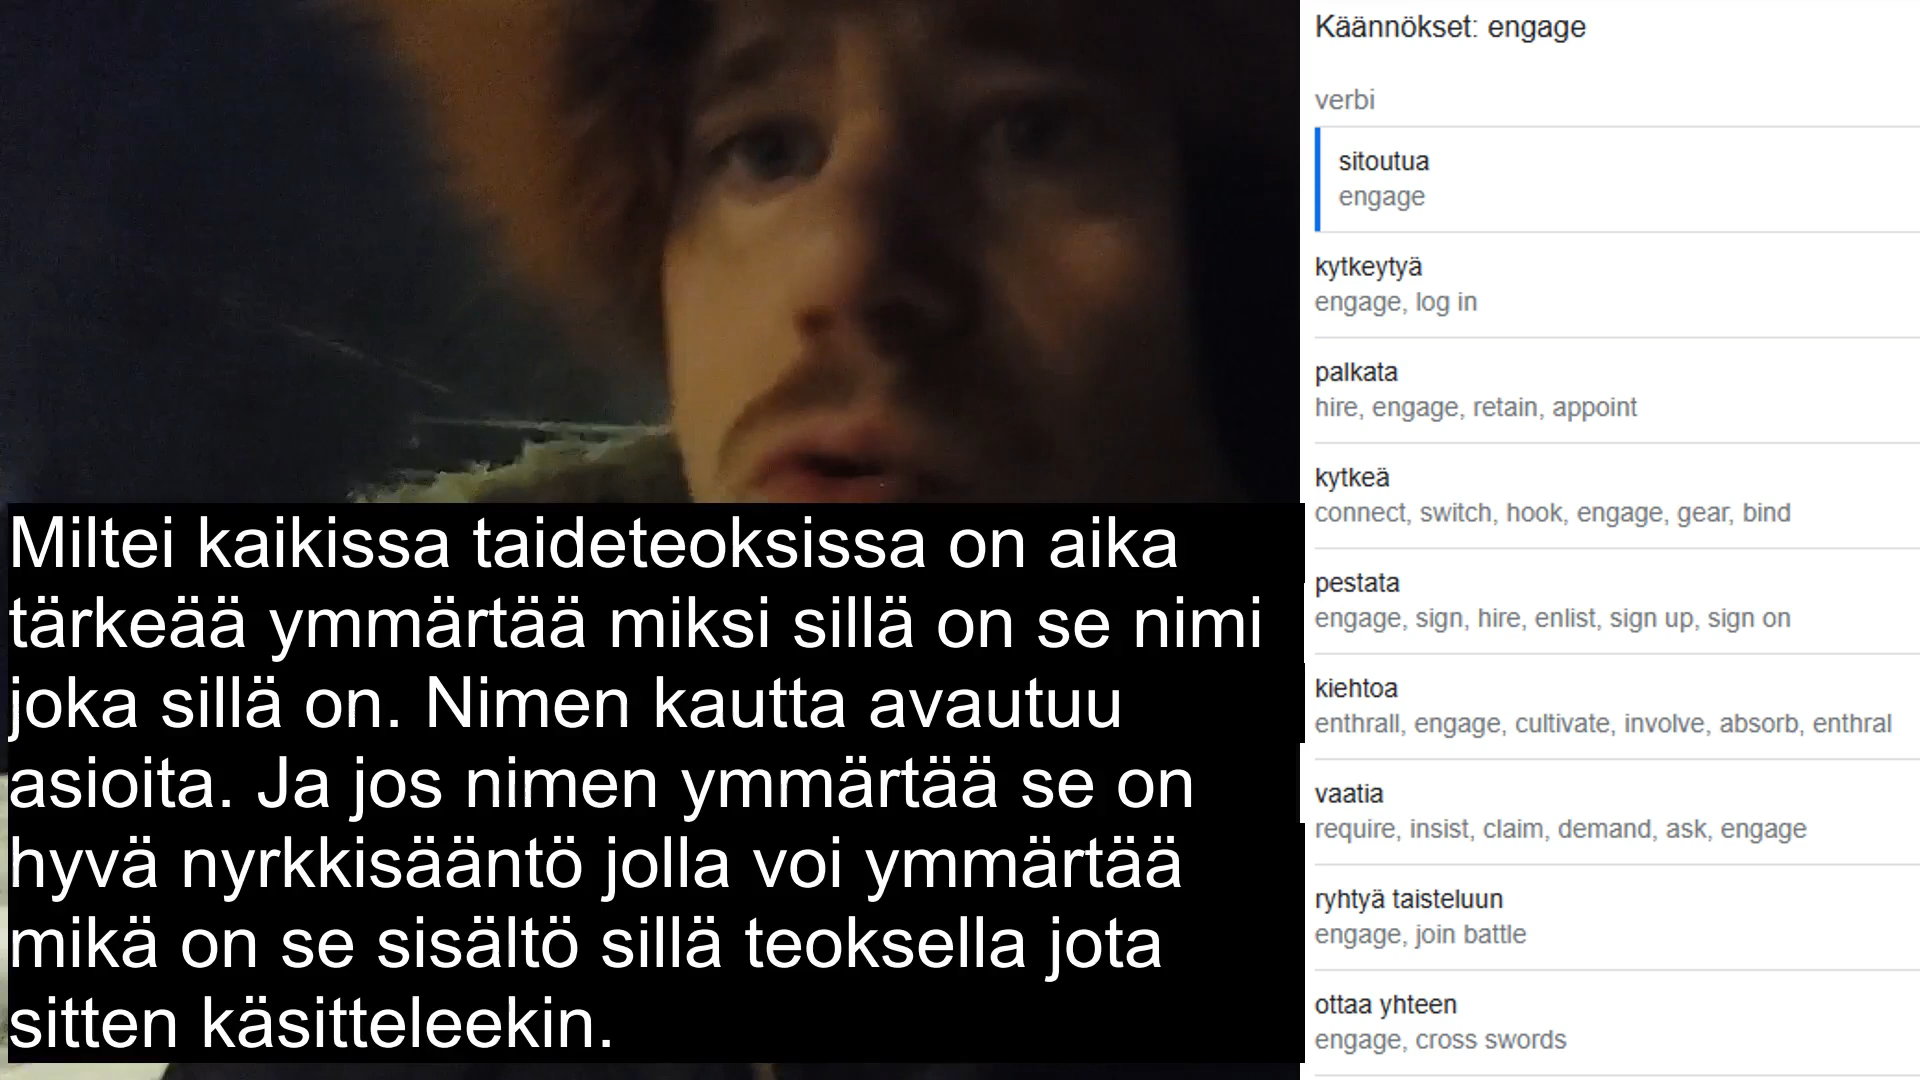 Miltei kaikissa taideteoksissa on aika
tärkeää ymmärtää miksi sillä on se nimi
joka sillä on. Nimen kautta avautuu
asioita. Ja jos nimen ymmärtää se on
hyvä nyrkkisääntö jolla voi ymmärtää
mikä on se sisältö sillä teoksella jota
sitten käsitteleekin.
Käännökset: engage
verbi
sitoutua
engage
kytkeytyä
engage, log in
palkata
hire, engage, retain, appoint
kytkeä
connect, switch, hook, engage, gear, bind
pestata
engage, sign, hire, enlist, sign up, sign on
kiehtoa
enthrall, engage, cultivate, involve, absorb, enthral
vaatia
require, insist, claim, demand, ask, engage
ryhtyä taisteluun
engage, join battle
ottaa yhteen
engage, cross swords